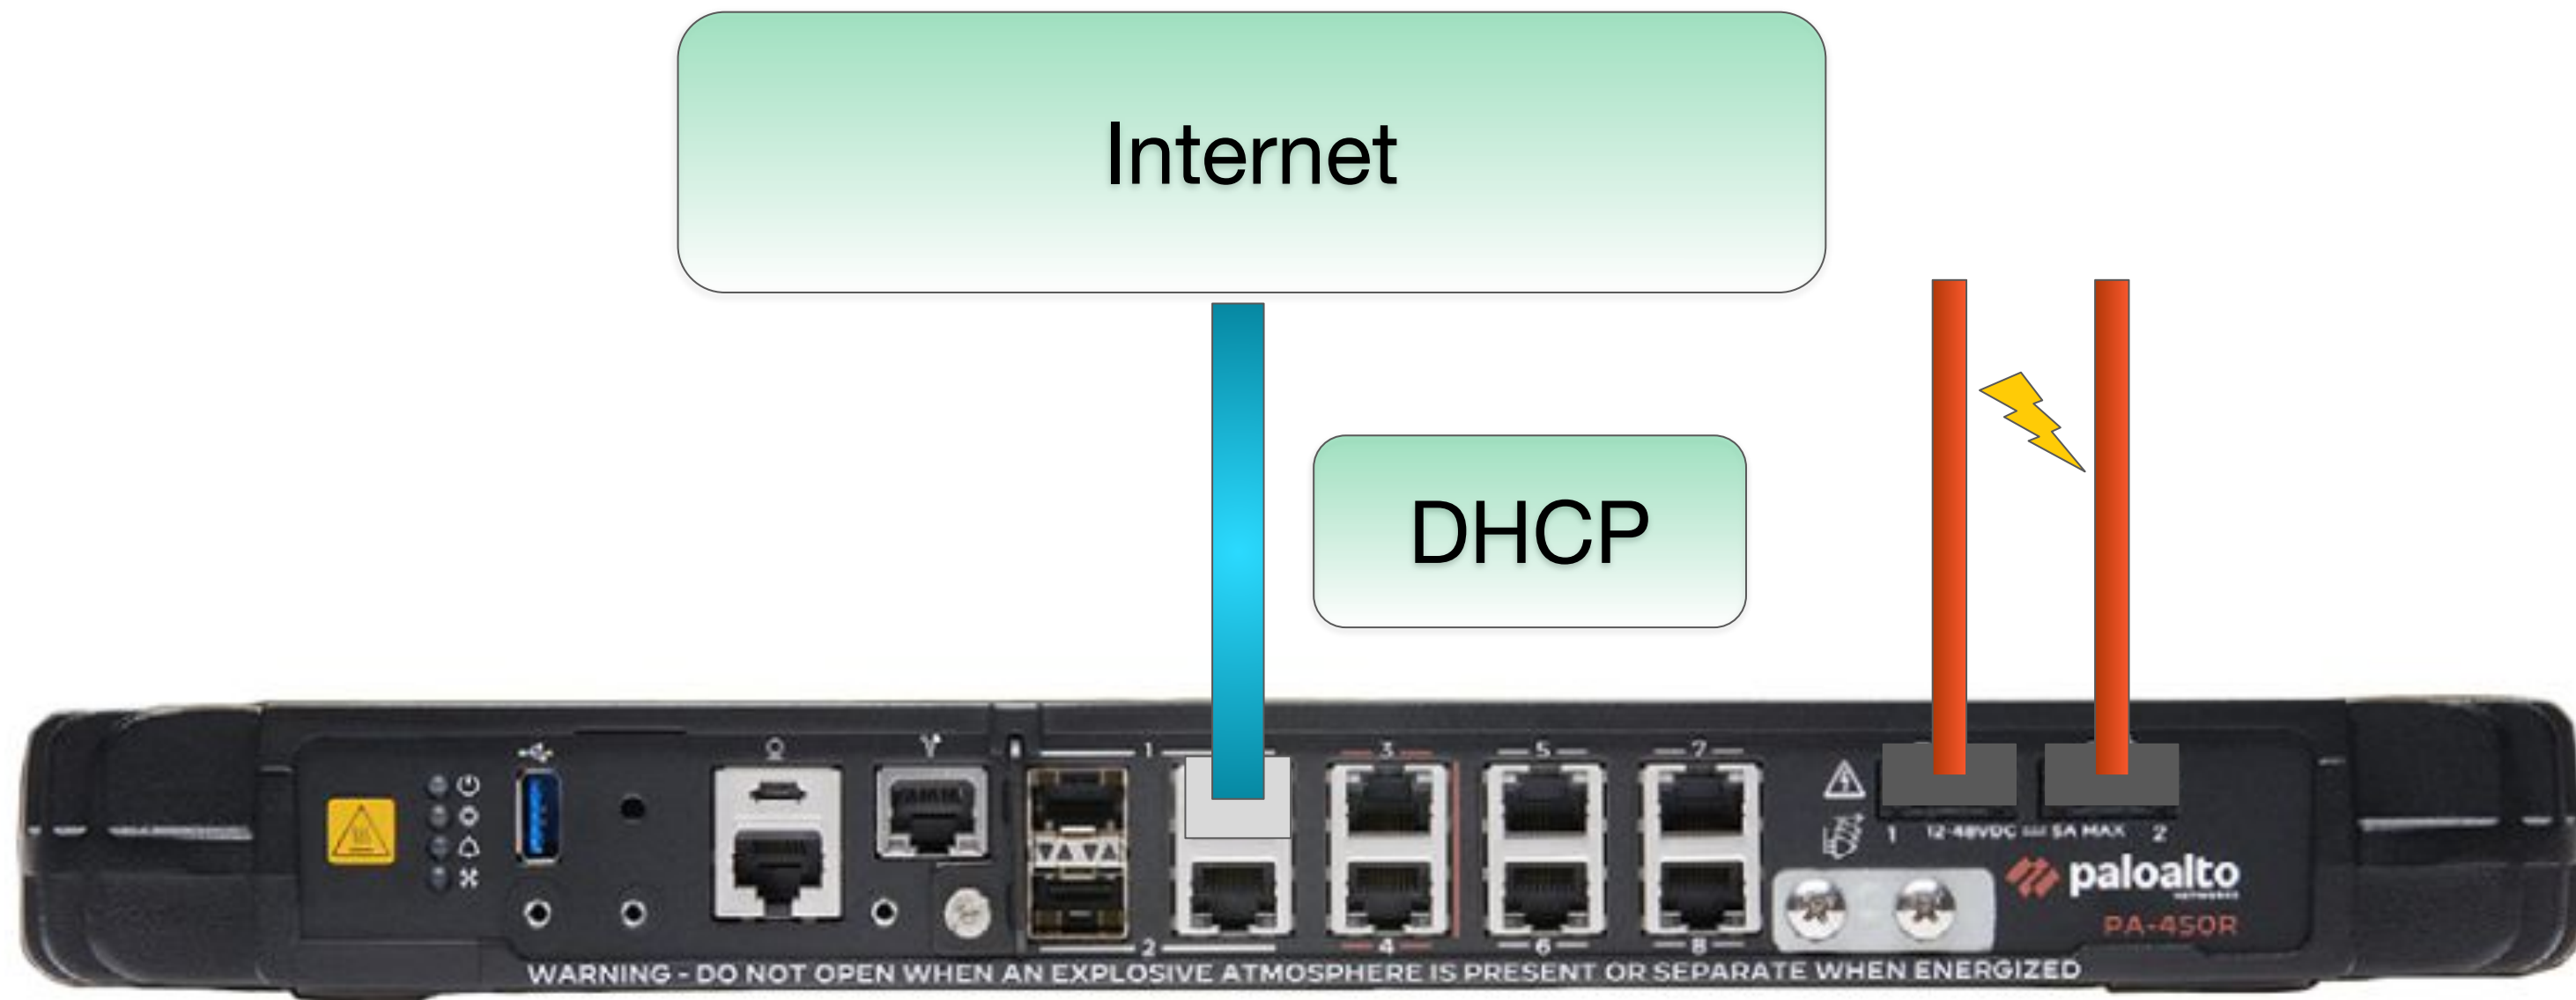 Internet
DHCP
1
3
5
7
1 12-48VDC ⎓ 5A MAX 2
paloalto
NETWORKS
PA-450R
2
4
6
8
WARNING - DO NOT OPEN WHEN AN EXPLOSIVE ATMOSPHERE IS PRESENT OR SEPARATE WHEN ENERGIZED